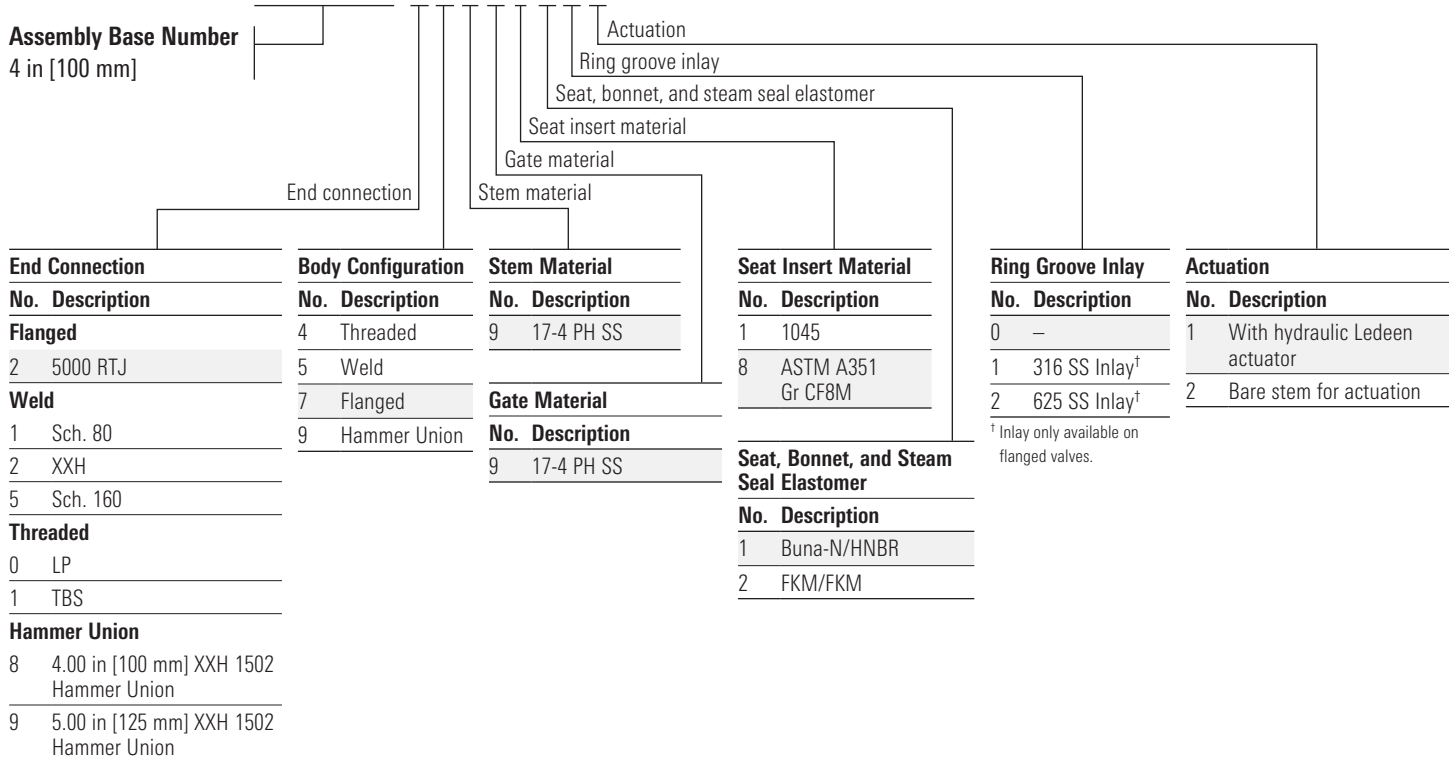 Assembly Base Number
4 in [100 mm]
Actuation
Ring groove inlay
Seat, bonnet, and steam seal elastomer
Seat insert material
Gate material
End connection
Stem material
End Connection
No. Description
Flanged
2 5000 RTJ
Weld
1 Sch. 80
2 XXH
5 Sch. 160
Threaded
0 LP
1 TBS
Hammer Union
8 4.00 in [100 mm] XXH 1502
Hammer Union
9 5.00 in [125 mm] XXH 1502
Hammer Union
Body Configuration
No. Description
4 Threaded
5 Weld
7 Flanged
9 Hammer Union
Stem Material
No. Description
9 17-4 PH SS
Gate Material
No. Description
9 17-4 PH SS
Seat Insert Material
No. Description
1 1045
8 ASTM A351
Gr CF8M
Seat, Bonnet, and Steam
Seal Elastomer
No. Description
1 Buna-N/HNBR
2 FKM/FKM
Ring Groove Inlay
No. Description
0 –
1 316 SS Inlay†
2 625 SS Inlay†
† Inlay only available on
flanged valves.
Actuation
No. Description
1 With hydraulic Ledeen
actuator
2 Bare stem for actuation